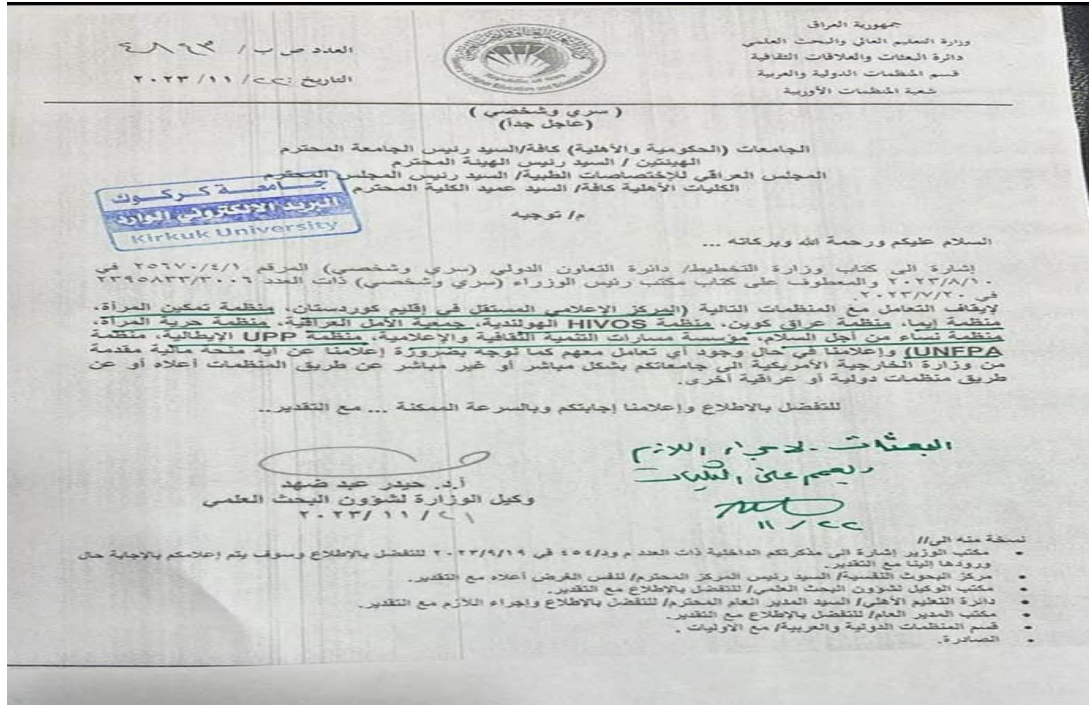 جمهورية العراق
وزارة التعليم العالي والبحث العلمي
دائرة البعثات والعلاقات الثقافية
قسم المنظمات الدولية والعربية
شعبة المنظمات الأوربية
العدد ص ب/ ٤٨٦٣
التاريخ: ٢٠٢٣/١١/٢٢
(سري وشخصي)
(عاجل جداً)
الجامعات (الحكومية والأهلية) كافة/السيد رئيس الجامعة المحترم
الهيئتين / السيد رئيس الهيئة المحترم
المجلس العراقي للإختصاصات الطبية/ السيد رئيس المجلس المحترم
الكليات الأهلية كافة/ السيد عميد الكلية المحترم
جامعة كركوك
البريد الإلكتروني الوارد
Kirkuk University
م/ توجيه
السلام عليكم ورحمة الله وبركاته ...
إشارة الى كتاب وزارة التخطيط/ دائرة التعاون الدولي (سري وشخصي) المرقم ٢٥٦٧٠/٤/١ في
٢٠٢٣/٨/١٠ والمعطوف على كتاب مكتب رئيس الوزراء (سري وشخصي) ذات العدد ٢٣٩٥٨٣٣/٣٠٠٦
في ٢٠٢٣/٧/٢٠.
لإيقاف التعامل مع المنظمات التالية (المركز الإعلامي المستقل في إقليم كوردستان، منظمة تمكين المرأة،
منظمة إيما، منظمة عراق كوين، منظمة HIVOS الهولندية، جمعية الأمل العراقية، منظمة حرية المرأة،
منظمة نساء من أجل السلام، مؤسسة مسارات التنمية الثقافية والإعلامية، منظمة UPP الإيطالية، منظمة
UNFPA) وإعلامنا في حال وجود أي تعامل معهم كما نوجه بضرورة إعلامنا عن اية منحة مالية مقدمة
من وزارة الخارجية الأمريكية الى جامعاتكم بشكل مباشر أو غير مباشر عن طريق المنظمات أعلاه أو عن
طريق منظمات دولية أو عراقية أخرى.
للتفضل بالاطلاع وإعلامنا إجابتكم وبالسرعة الممكنة ... مع التقدير..
البعثات لاجراء اللازم
ويعمم على الكليات
١١/٢٢
أ.د. حيدر عبد ضهد
وكيل الوزارة لشؤون البحث العلمي
٢٠٢٣/١١/٢١
نسخة منه الى//
• مكتب الوزير إشارة الى مذكرتكم الداخلية ذات العدد م ود/٤٥٤ في ٢٠٢٣/٩/١٩ للتفضل بالاطلاع وسوف يتم إعلامكم بالاجابة حال
ورودها إلينا مع التقدير.
• مركز البحوث النفسية/ السيد رئيس المركز المحترم/ لنفس الغرض أعلاه مع التقدير.
• مكتب الوكيل لشؤون البحث العلمي/ للتفضل بالاطلاع مع التقدير.
• دائرة التعليم الأهلي/ السيد المدير العام المحترم/ للتفضل بالاطلاع وإجراء اللازم مع التقدير.
• مكتب المدير العام/ للتفضل بالاطلاع مع التقدير.
• قسم المنظمات الدولية والعربية/ مع الاوليات .
• الصادرة.